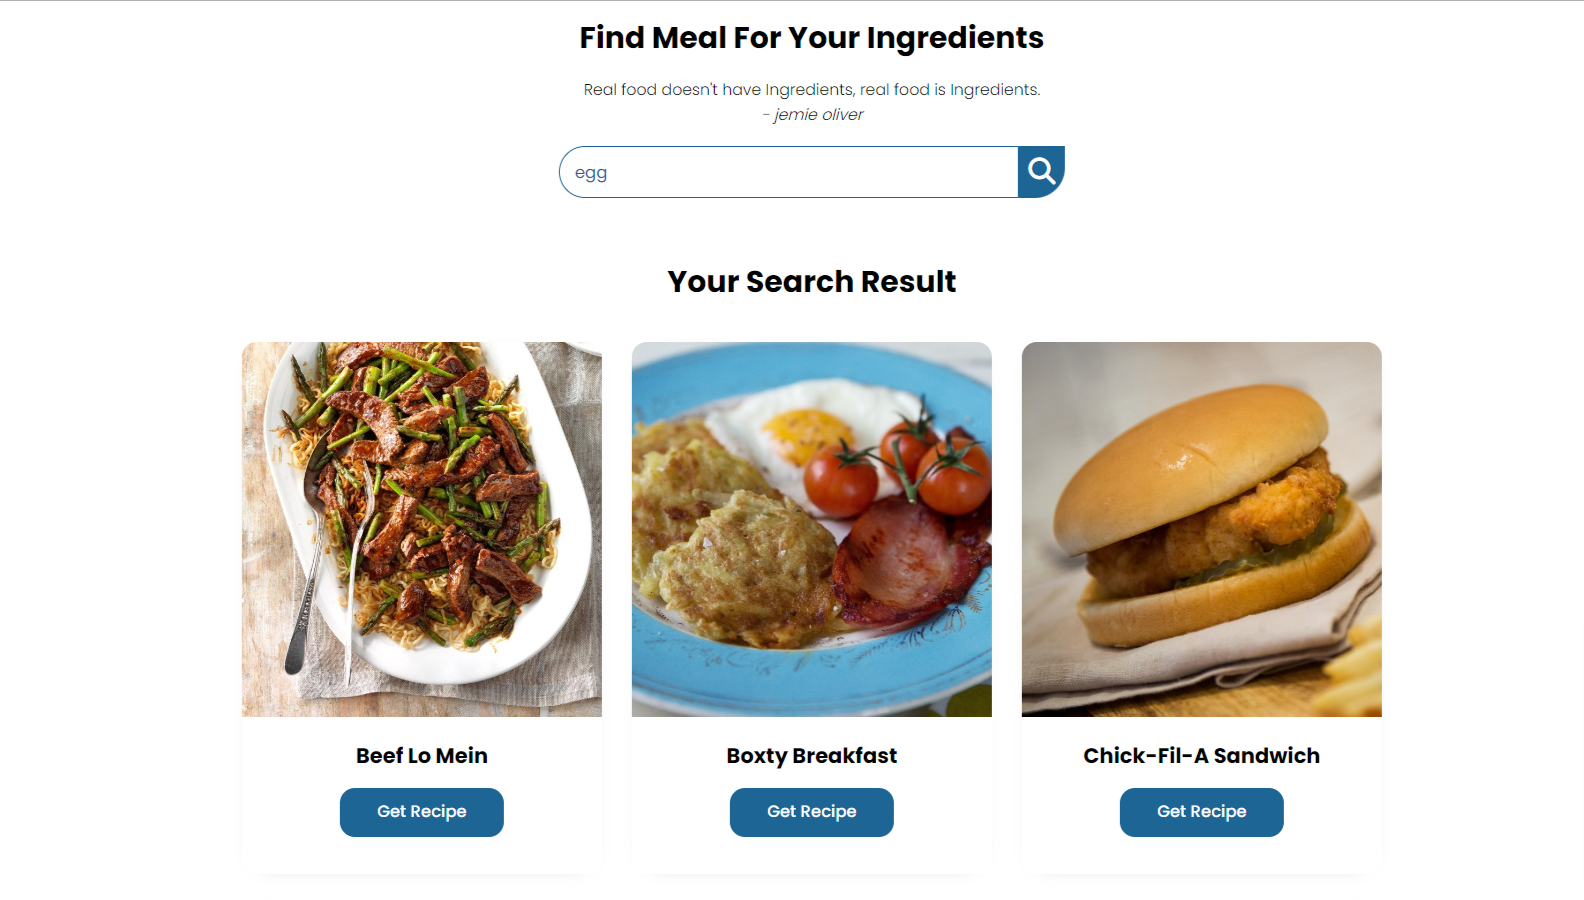 Find Meal For Your Ingredients
Real food doesn't have Ingredients, real food is Ingredients.
- jemie oliver
egg
Your Search Result
Beef Lo Mein
Boxty Breakfast
Chick-Fil-A Sandwich
Get Recipe
Get Recipe
Get Recipe